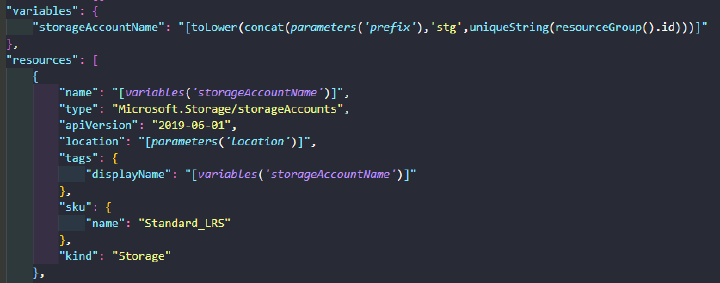 "variables": {
"storageAccountName": "[toLower(concat(parameters('prefix'),'stg',uniqueString(resourceGroup().id)))]"
},
"resources": [
{
"name": "[variables('storageAccountName')]",
"type": "Microsoft.Storage/storageAccounts",
"apiVersion": "2019-06-01",
"location": "[parameters('location')]",
"tags": {
"displayName": "[variables('storageAccountName')]"
},
"sku": {
"name": "Standard_LRS"
},
"kind": "Storage"
},